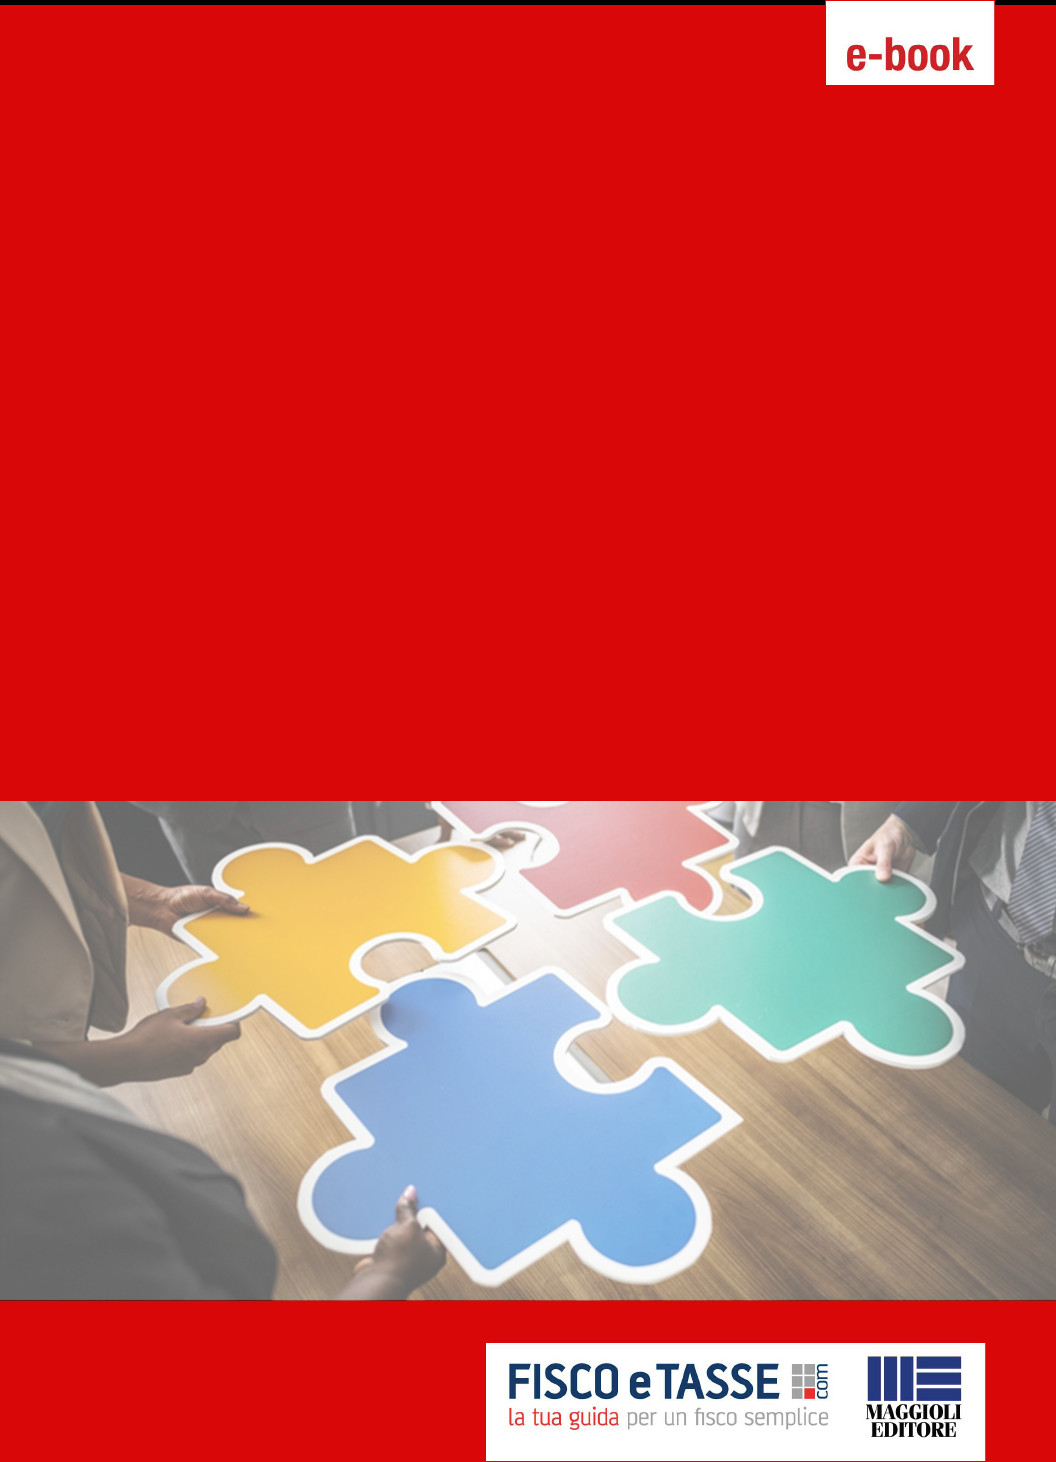 e-book
FISCO e TASSE .com
la tua guida per un fisco semplice
MAGGIOLI
EDITORE